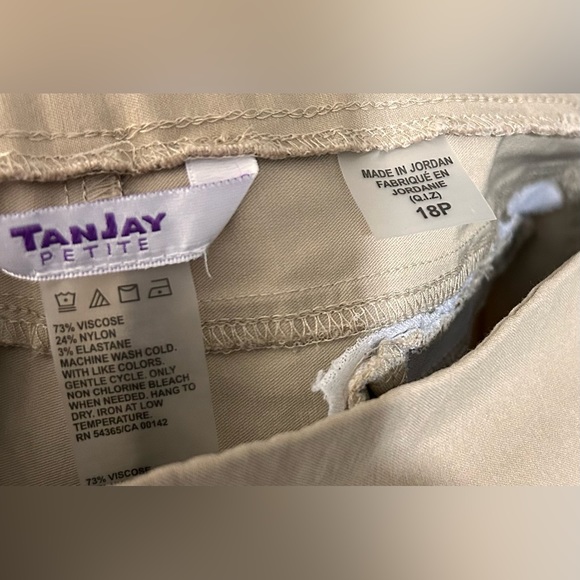 TANJAY
PETITE
MADE IN JORDAN
FABRIQUÉ EN
JORDANIE
(Q.I.Z)
18P
73% VISCOSE
24% NYLON
3% ELASTANE
MACHINE WASH COLD.
WITH LIKE COLORS.
GENTLE CYCLE. ONLY
NON CHLORINE BLEACH
WHEN NEEDED. HANG TO
DRY. IRON AT LOW
TEMPERATURE.
RN 54365/CA 00142
73% VISCOSE